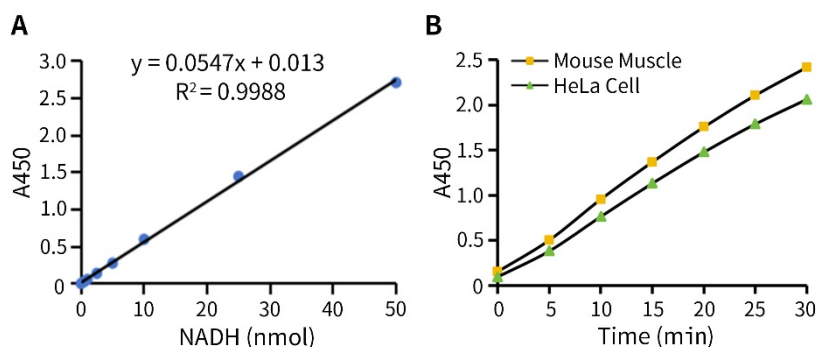 A
y = 0.0547x + 0.013
R² = 0.9988
3.0
2.5
2.0
1.5
1.0
0.5
0
A450
0 10 20 30 40 50
NADH (nmol)
B
Mouse Muscle
HeLa Cell
2.5
2.0
1.5
1.0
0.5
0
A450
0 5 10 15 20 25 30
Time (min)